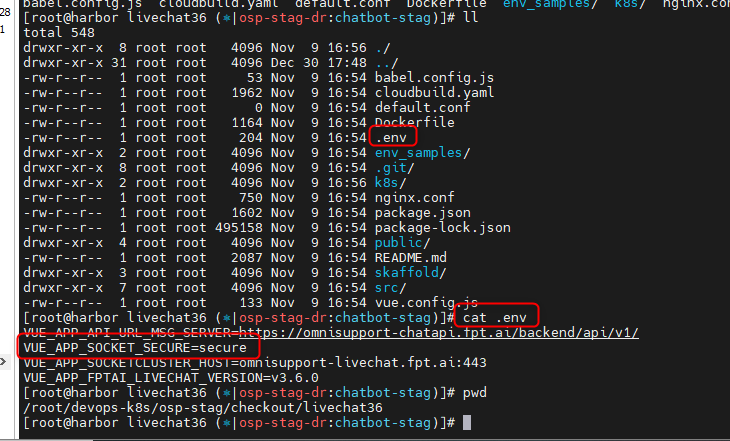 28
1
babel.config.js  cloudbuild.yaml  default.conf  Dockerfile  env_samples/  k8s/  nginx.conf
[root@harbor livechat36 (⎈|osp-stag-dr:chatbot-stag)]# ll
total 548
drwxr-xr-x  8 root root   4096 Nov  9 16:56 ./
drwxr-xr-x 31 root root   4096 Dec 30 17:48 ../
-rw-r--r--  1 root root     53 Nov  9 16:54 babel.config.js
-rw-r--r--  1 root root   1962 Nov  9 16:54 cloudbuild.yaml
-rw-r--r--  1 root root      0 Nov  9 16:54 default.conf
-rw-r--r--  1 root root   1164 Nov  9 16:54 Dockerfile
-rw-r--r--  1 root root    204 Nov  9 16:54 .env
drwxr-xr-x  2 root root   4096 Nov  9 16:54 env_samples/
drwxr-xr-x  8 root root   4096 Nov  9 16:54 .git/
drwxr-xr-x  2 root root   4096 Nov  9 16:56 k8s/
-rw-r--r--  1 root root    750 Nov  9 16:54 nginx.conf
-rw-r--r--  1 root root   1602 Nov  9 16:54 package.json
-rw-r--r--  1 root root 495158 Nov  9 16:54 package-lock.json
drwxr-xr-x  4 root root   4096 Nov  9 16:54 public/
-rw-r--r--  1 root root   2087 Nov  9 16:54 README.md
drwxr-xr-x  3 root root   4096 Nov  9 16:54 skaffold/
drwxr-xr-x  7 root root   4096 Nov  9 16:54 src/
-rw-r--r--  1 root root    133 Nov  9 16:54 vue.config.js
[root@harbor livechat36 (⎈|osp-stag-dr:chatbot-stag)]# cat .env
VUE_APP_API_URL_MSG_SERVER=https://omnisupport-chatapi.fpt.ai/backend/api/v1/
VUE_APP_SOCKET_SECURE=secure
VUE_APP_SOCKETCLUSTER_HOST=omnisupport-livechat.fpt.ai:443
VUE_APP_FPTAI_LIVECHAT_VERSION=v3.6.0
[root@harbor livechat36 (⎈|osp-stag-dr:chatbot-stag)]# pwd
/root/devops-k8s/osp-stag/checkout/livechat36
[root@harbor livechat36 (⎈|osp-stag-dr:chatbot-stag)]#